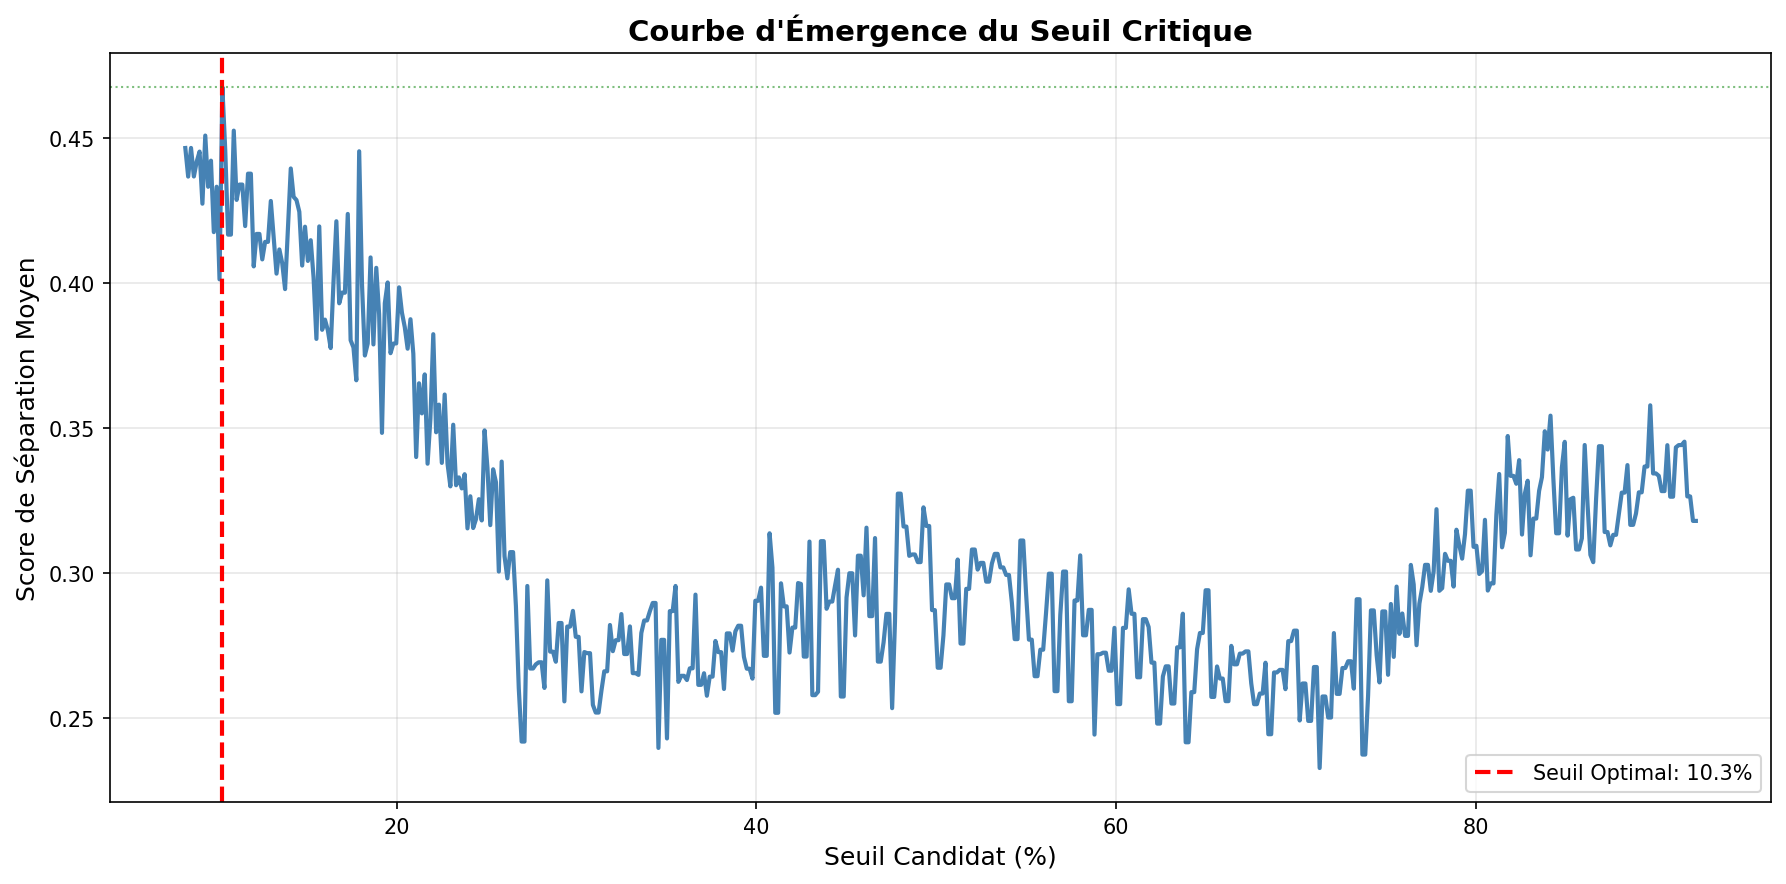 Courbe d'Émergence du Seuil Critique
Score de Séparation Moyen
0.45
0.40
0.35
0.30
0.25
20
40
60
80
Seuil Candidat (%)
Seuil Optimal: 10.3%